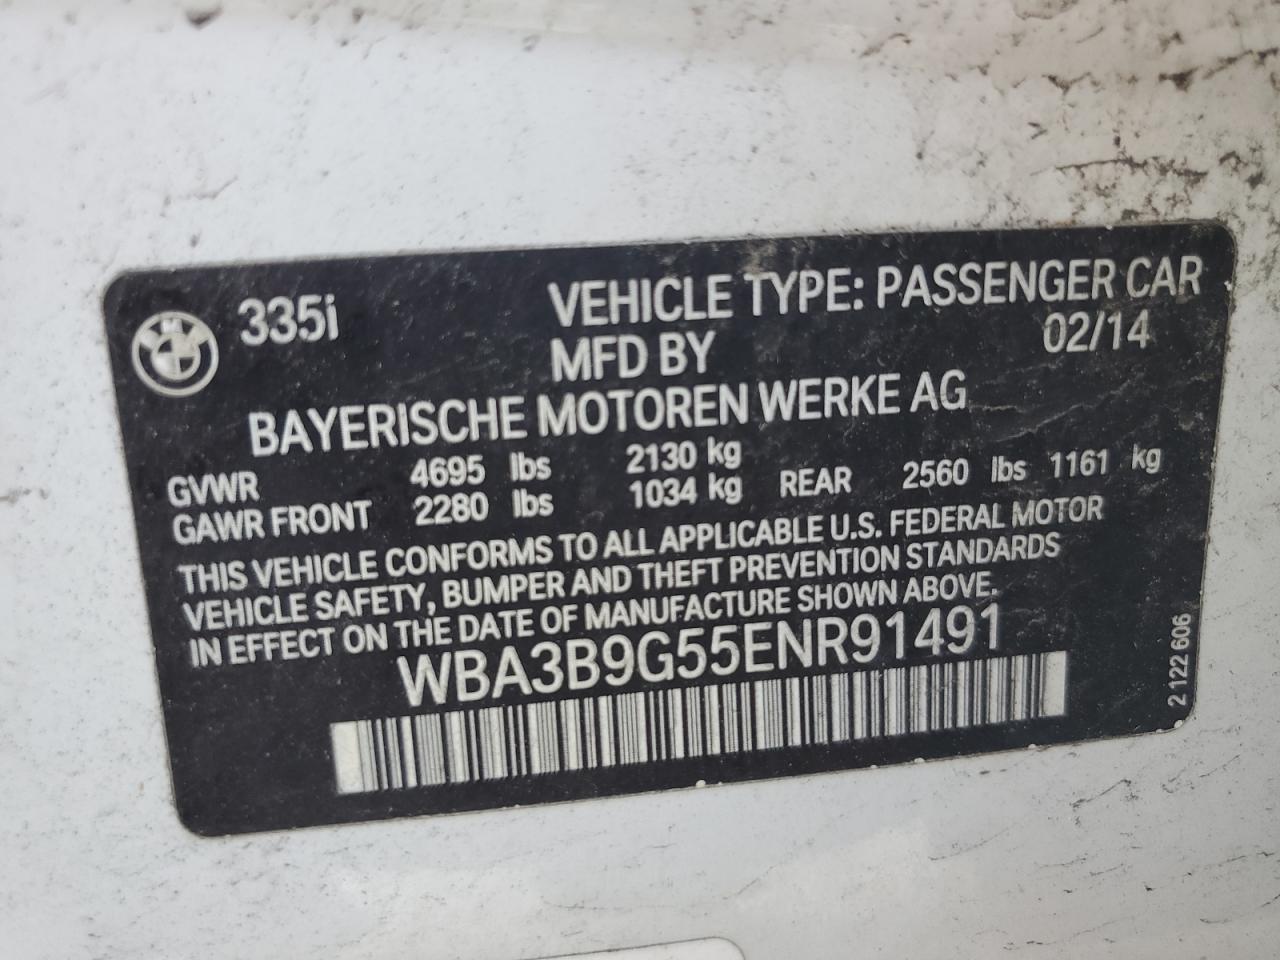 335i VEHICLE TYPE: PASSENGER CAR
MFD BY 02/14
BAYERISCHE MOTOREN WERKE AG
GVWR 4695 lbs 2130 kg
GAWR FRONT 2280 lbs 1034 kg REAR 2560 lbs 1161 kg
THIS VEHICLE CONFORMS TO ALL APPLICABLE U.S. FEDERAL MOTOR
VEHICLE SAFETY, BUMPER AND THEFT PREVENTION STANDARDS
IN EFFECT ON THE DATE OF MANUFACTURE SHOWN ABOVE.
WBA3B9G55ENR91491
2 122 606